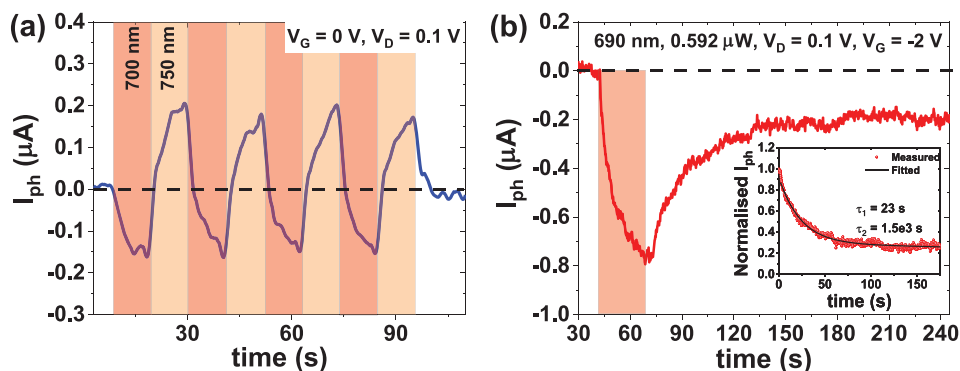 (a)
V_G = 0 V, V_D = 0.1 V
700 nm
750 nm
0.4
0.3
0.2
0.1
0.0
-0.1
-0.2
-0.3
I_ph (μA)
30
60
90
time (s)
(b)
690 nm, 0.592 μW, V_D = 0.1 V, V_G = -2 V
0.0
-0.2
-0.4
-0.6
-0.8
-1.0
I_ph (μA)
30
60
90
120
150
180
210
240
time (s)
Measured
Fitted
τ_1 = 23 s
τ_2 = 1.5e3 s
1.0
0.8
0.6
0.4
0.2
0.0
Normalised I_ph
0
50
100
150
time (s)